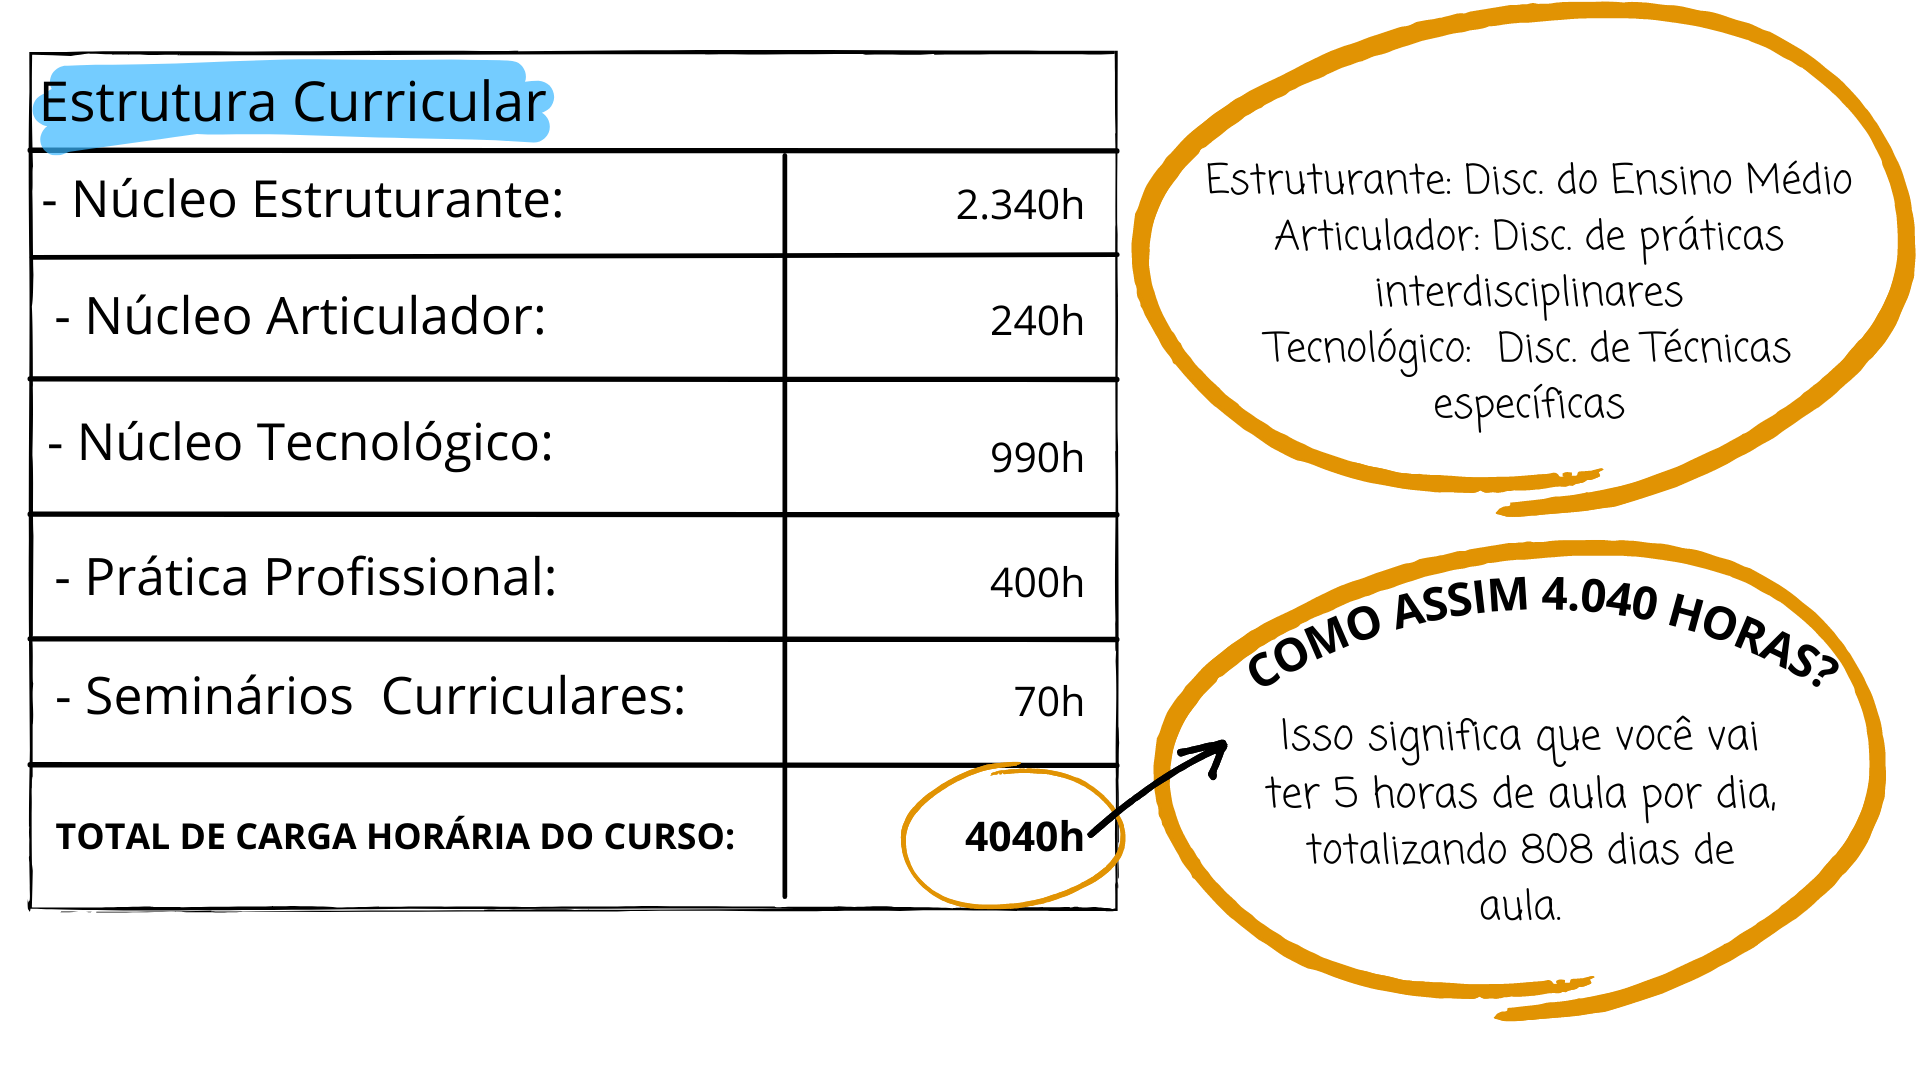 Estrutura Curricular
- Núcleo Estruturante: 2.340h
- Núcleo Articulador: 240h
- Núcleo Tecnológico: 990h
- Prática Profissional: 400h
- Seminários  Curriculares: 70h
TOTAL DE CARGA HORÁRIA DO CURSO: 4040h
Estruturante: Disc. do Ensino Médio
Articulador: Disc. de práticas
interdisciplinares
Tecnológico:  Disc. de Técnicas
específicas
COMO ASSIM 4.040 HORAS?
Isso significa que você vai
ter 5 horas de aula por dia,
totalizando 808 dias de
aula.